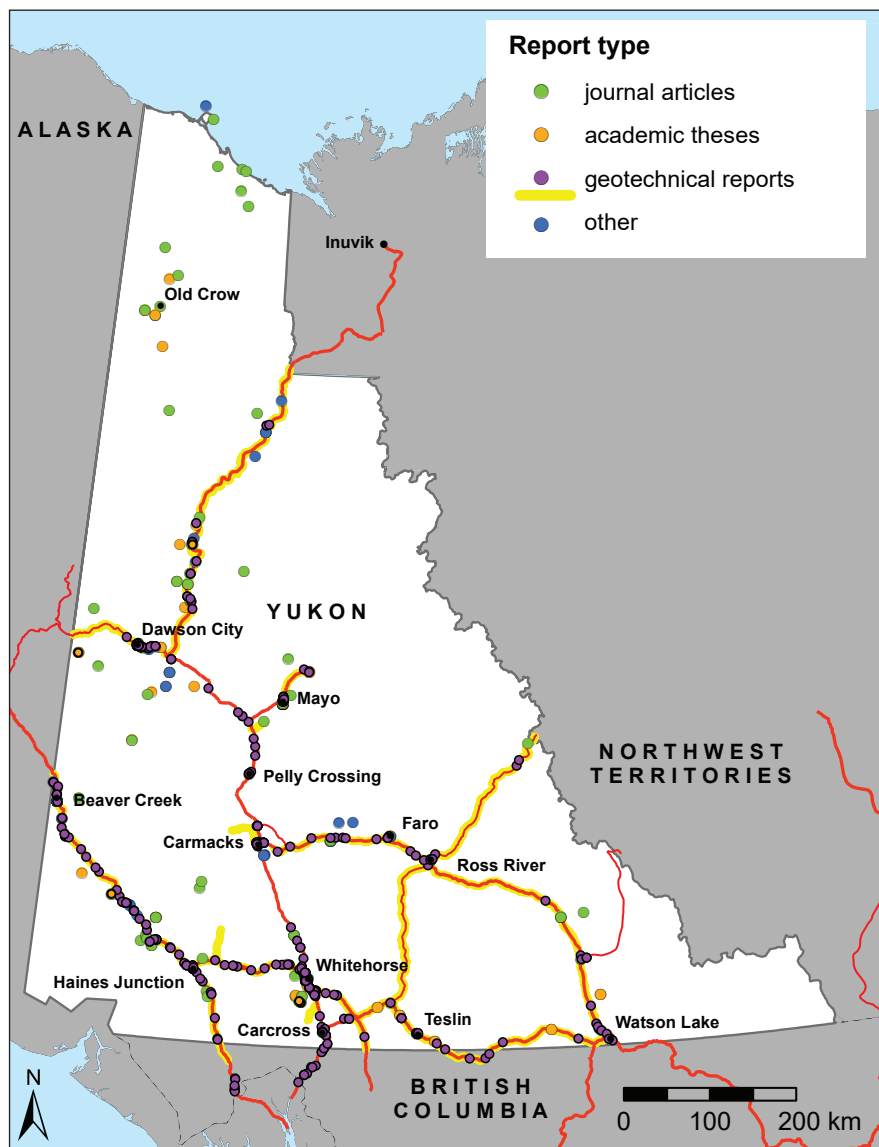 Report type
journal articles
academic theses
geotechnical reports
other
ALASKA
Inuvik
Old Crow
YUKON
Dawson City
Mayo
NORTHWEST
TERRITORIES
Pelly Crossing
Beaver Creek
Faro
Carmacks
Ross River
Whitehorse
Haines Junction
Teslin
Carcross
Watson Lake
BRITISH
COLUMBIA
N
0 100 200 km